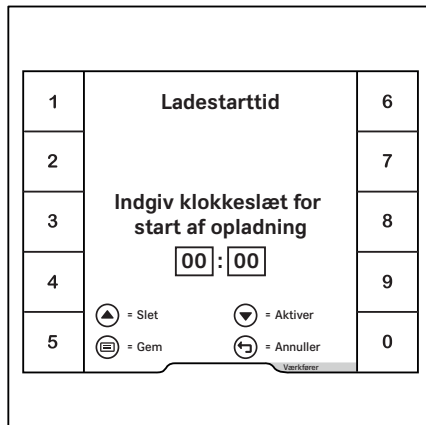 Ladestarttid
1
6
2
7
Indgiv klokkeslæt for
start af opladning
3
8
00 : 00
4
9
= Slet
= Aktiver
= Gem
= Annuller
5
0
Værkfører